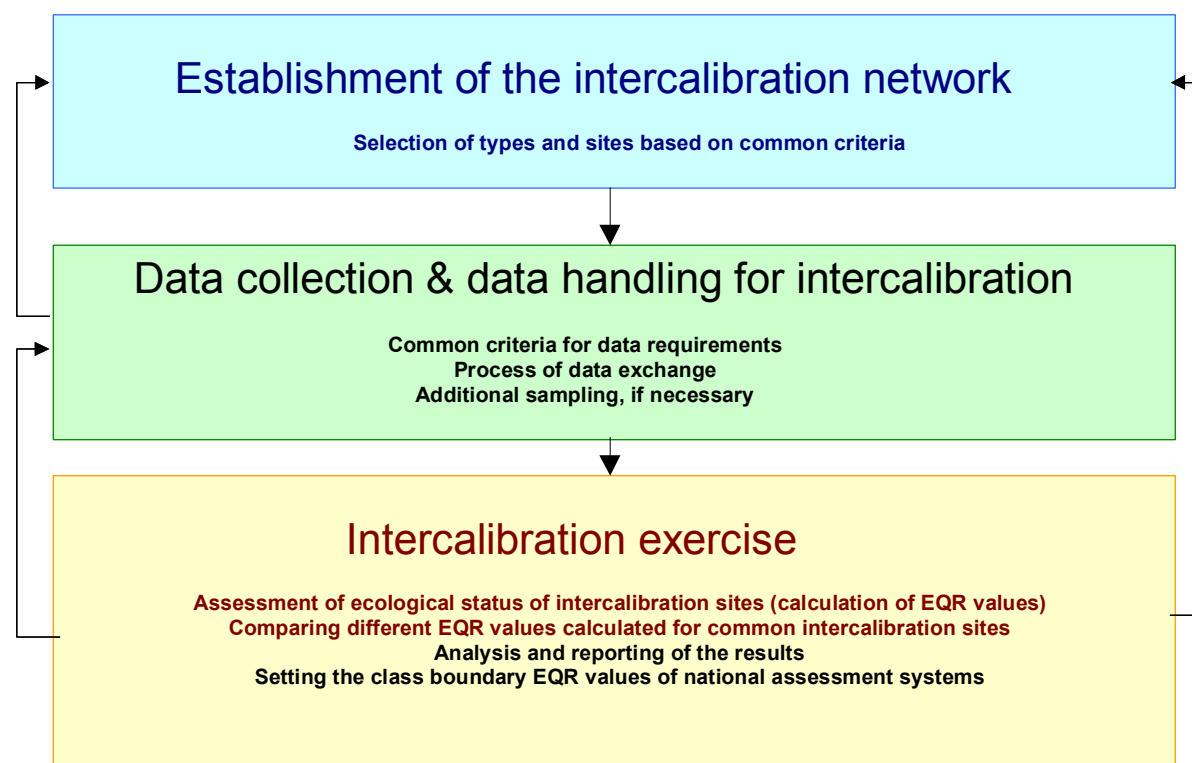 Establishment of the intercalibration network
Selection of types and sites based on common criteria
Data collection & data handling for intercalibration
Common criteria for data requirements
Process of data exchange
Additional sampling, if necessary
Intercalibration exercise
Assessment of ecological status of intercalibration sites (calculation of EQR values)
Comparing different EQR values calculated for common intercalibration sites
Analysis and reporting of the results
Setting the class boundary EQR values of national assessment systems